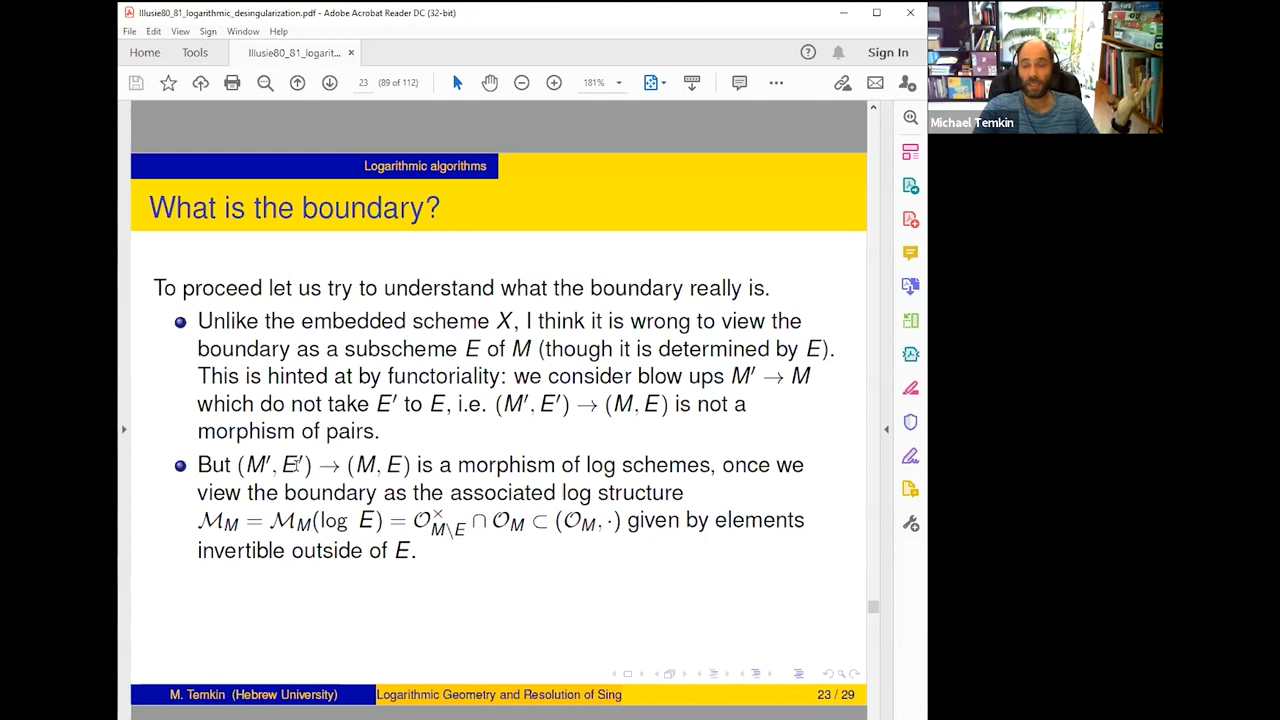 Illusie80_81_logarithmic_desingularization.pdf - Adobe Acrobat Reader DC (32-bit)
File Edit View Sign Window Help
Home Tools Illusie80_81_logarit... × Sign In
23 (89 of 112) 181%
Michael Temkin
Logarithmic algorithms
What is the boundary?
To proceed let us try to understand what the boundary really is.
Unlike the embedded scheme X, I think it is wrong to view the
boundary as a subscheme E of M (though it is determined by E).
This is hinted at by functoriality: we consider blow ups M′ → M
which do not take E′ to E, i.e. (M′, E′) → (M, E) is not a
morphism of pairs.
But (M′, E′) → (M, E) is a morphism of log schemes, once we
view the boundary as the associated log structure
ℳ_M = ℳ_M(log E) = 𝒪^×_{M\E} ∩ 𝒪_M ⊂ (𝒪_M, ·) given by elements
invertible outside of E.
M. Temkin (Hebrew University) Logarithmic Geometry and Resolution of Sing 23 / 29